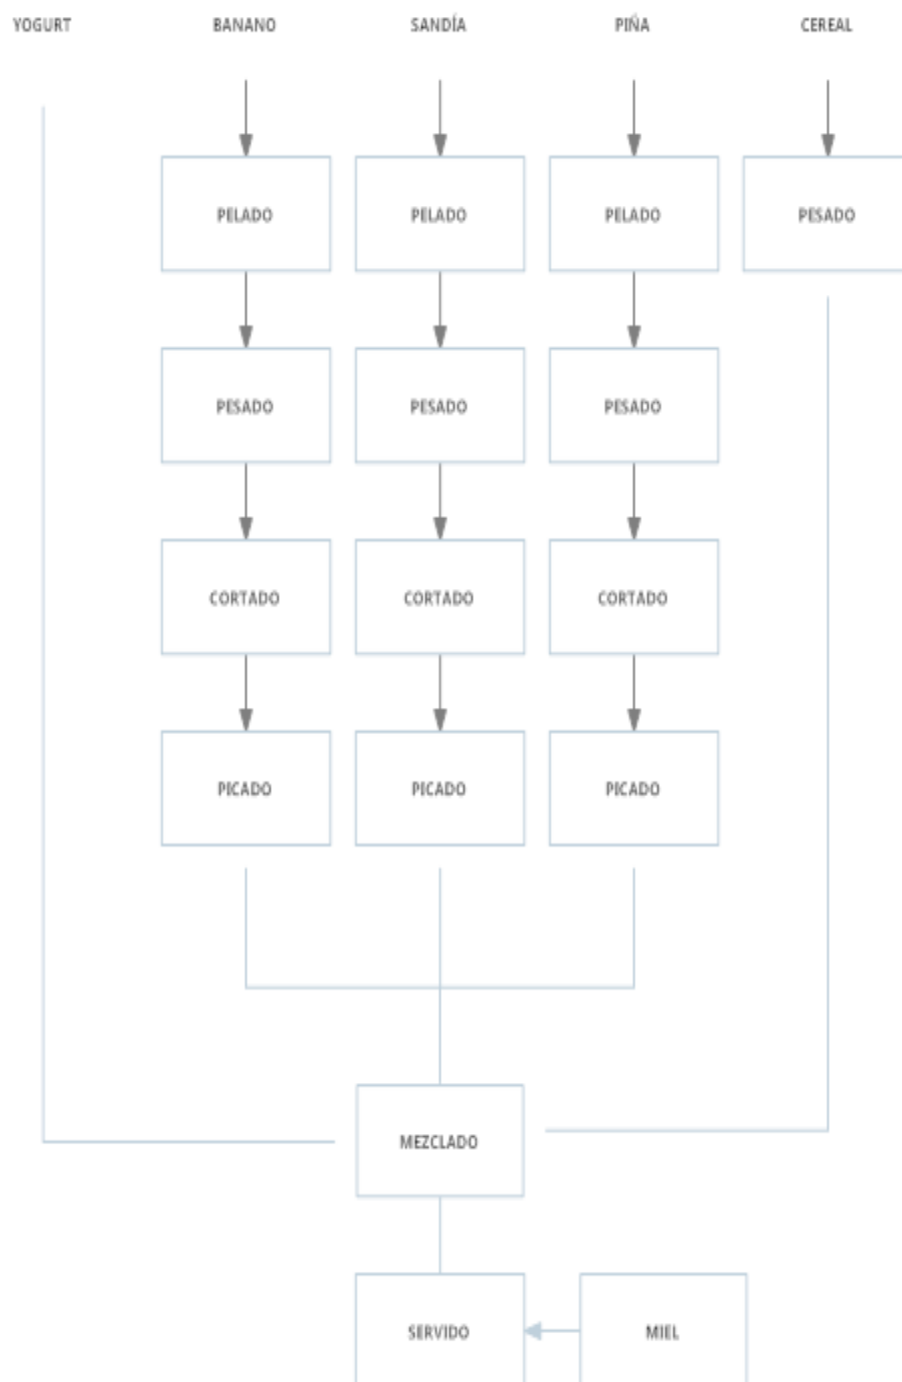 YOGURT
BANANO
SANDÍA
PIÑA
CEREAL
PELADO
PELADO
PELADO
PESADO
PESADO
PESADO
PESADO
CORTADO
CORTADO
CORTADO
PICADO
PICADO
PICADO
MEZCLADO
SERVIDO
MIEL